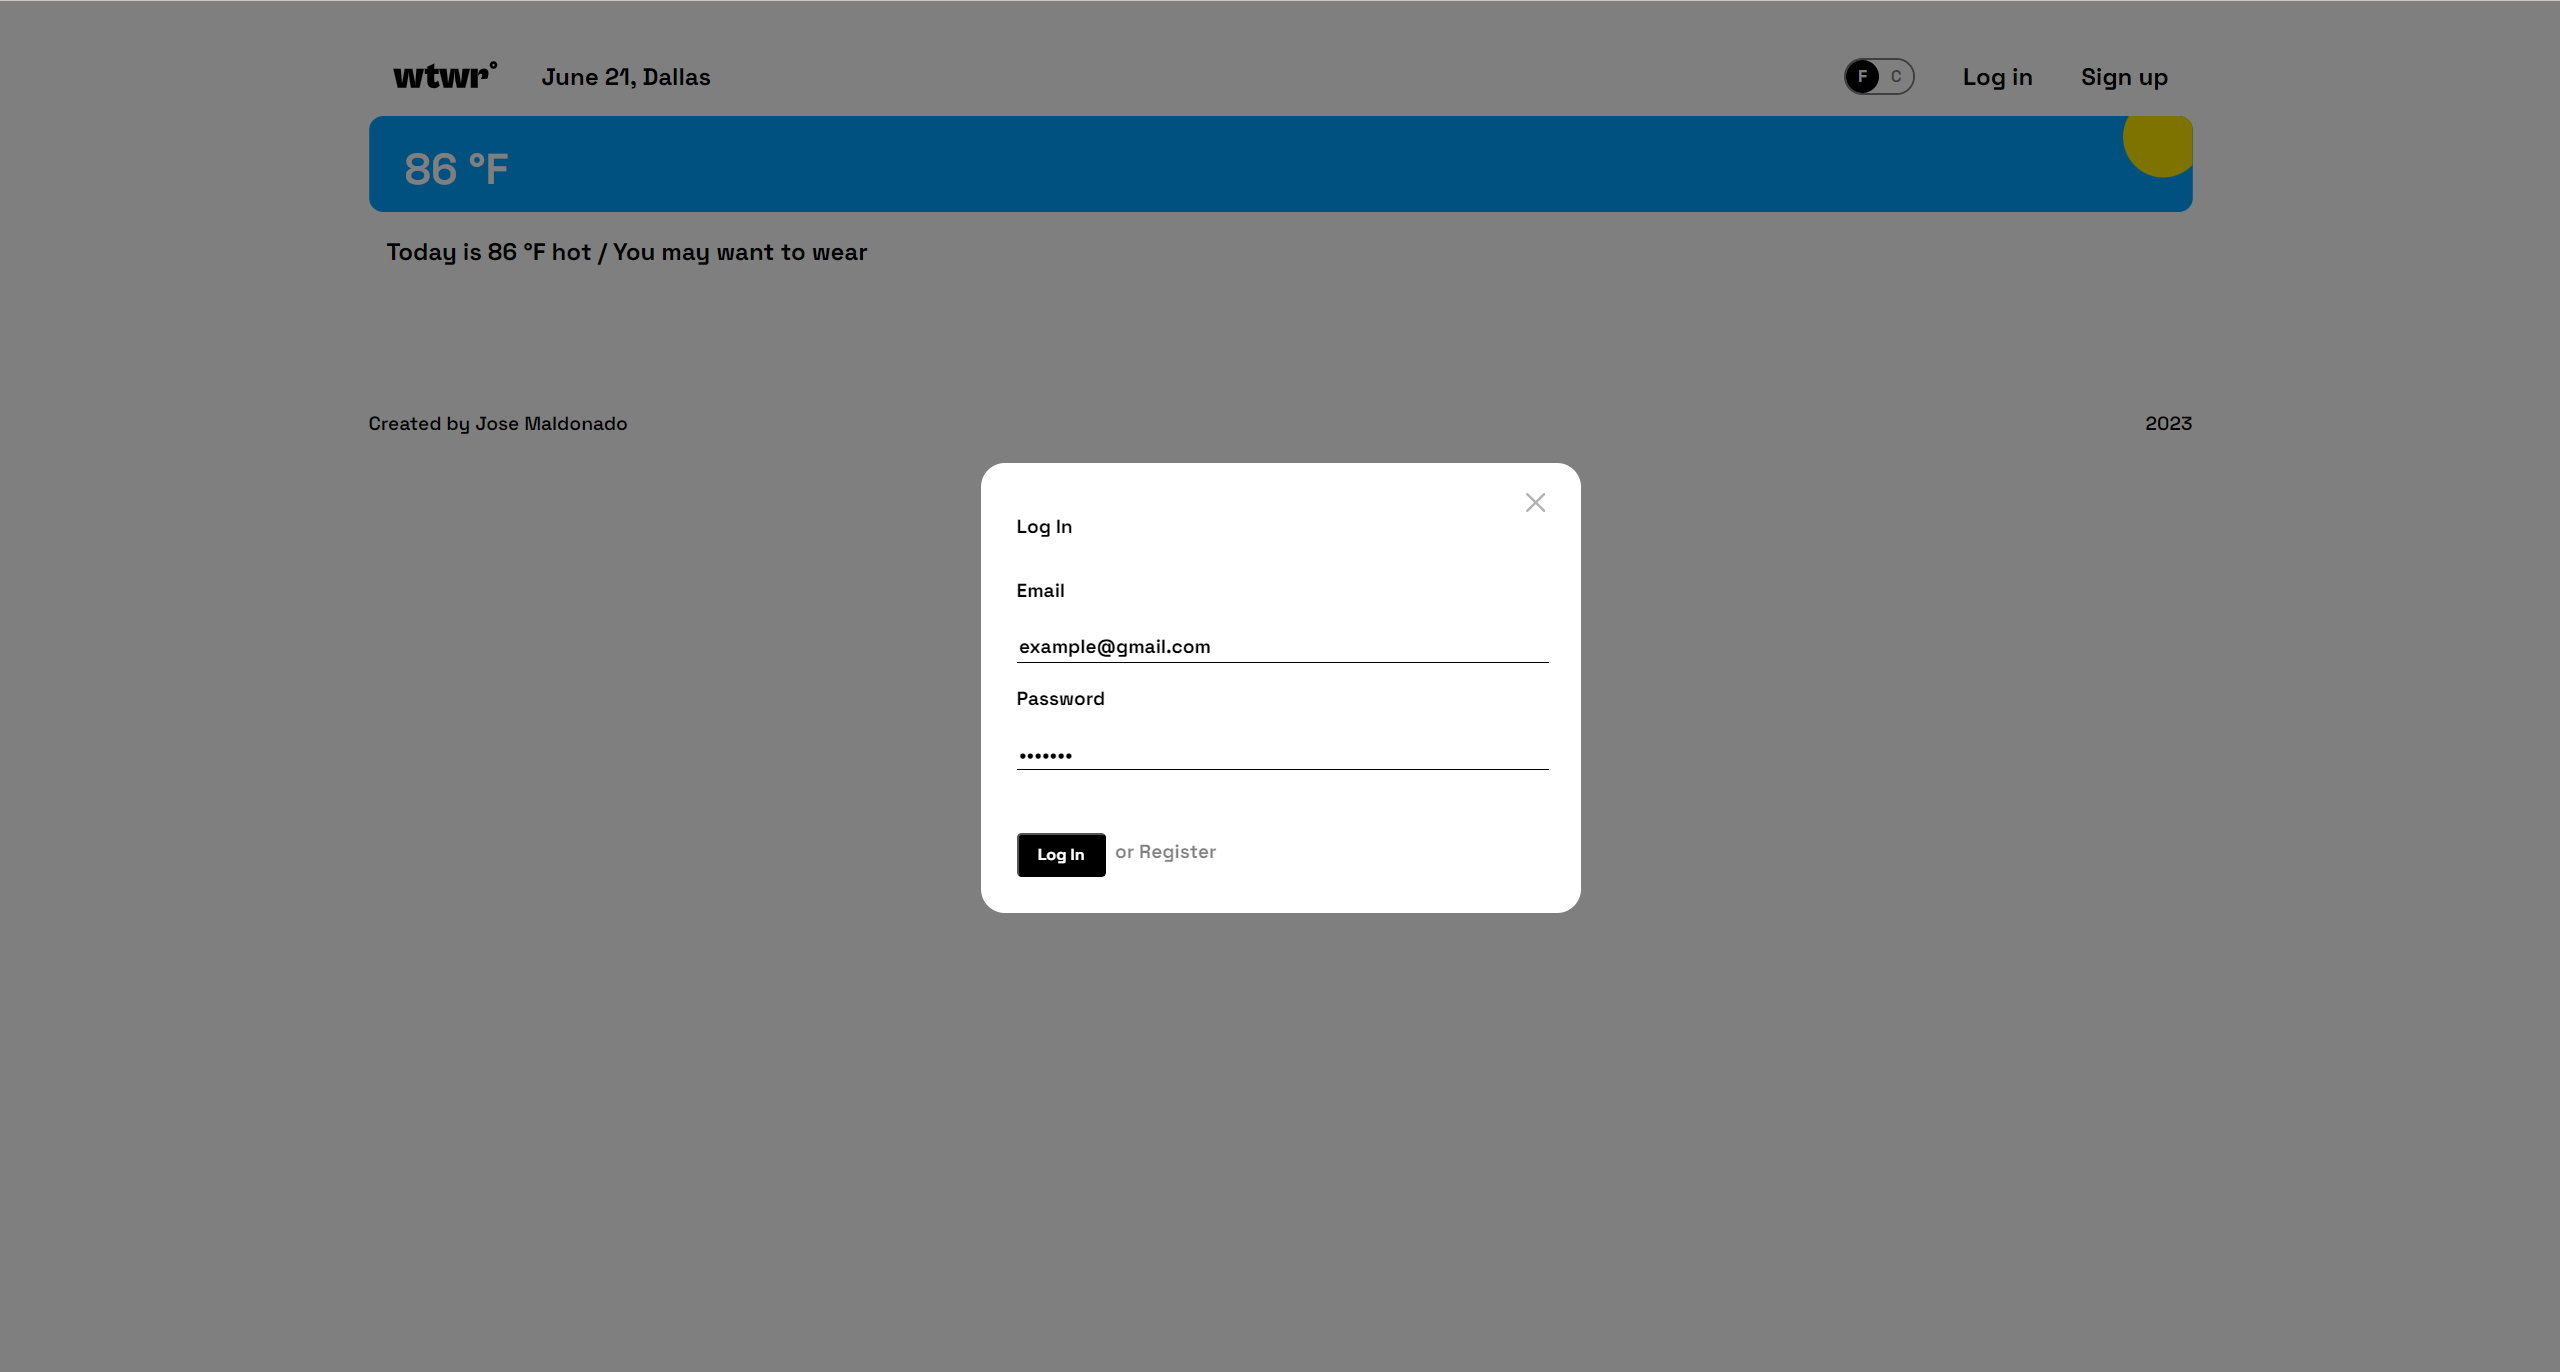 wtwr° June 21, Dallas F C Log in Sign up
86 °F
Today is 86 °F hot / You may want to wear
Created by Jose Maldonado 2023
Log In
Email
example@gmail.com
Password
•••••••
Log In or Register